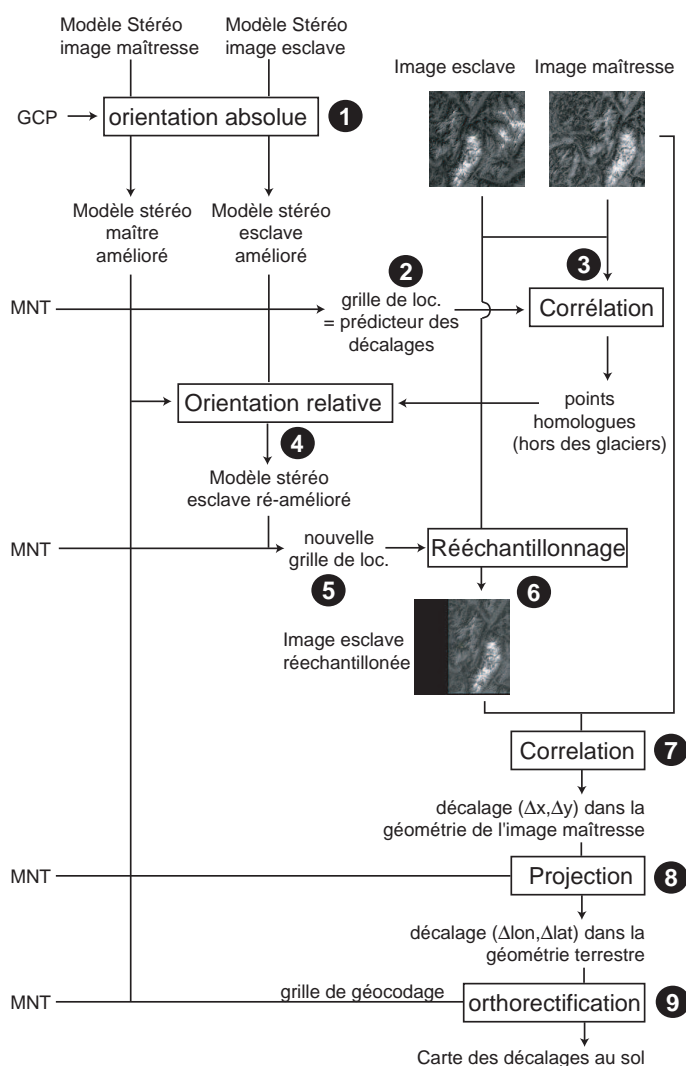 Modèle Stéréo
image maîtresse
Modèle Stéréo
image esclave
Image esclave
Image maîtresse
GCP
orientation absolue
1
Modèle stéréo
maître
amélioré
Modèle stéréo
esclave
amélioré
2
3
MNT
grille de loc.
= prédicteur des
décalages
Corrélation
Orientation relative
points
homologues
(hors des glaciers)
4
Modèle stéréo
esclave ré-amélioré
MNT
nouvelle
grille de loc.
Rééchantillonnage
5
6
Image esclave
réechantillonée
Correlation
7
décalage (Δx,Δy) dans la
géométrie de l'image maîtresse
MNT
Projection
8
décalage (Δlon,Δlat) dans la
géométrie terrestre
MNT
grille de géocodage
orthorectification
9
Carte des décalages au sol